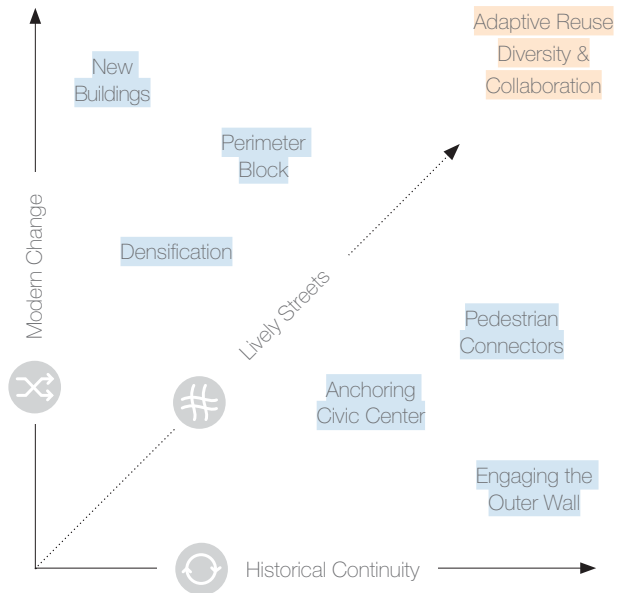 Adaptive Reuse
Diversity &
Collaboration
New
Buildings
Perimeter
Block
Densification
Modern Change
Lively Streets
Pedestrian
Connectors
Anchoring
Civic Center
Engaging the
Outer Wall
Historical Continuity